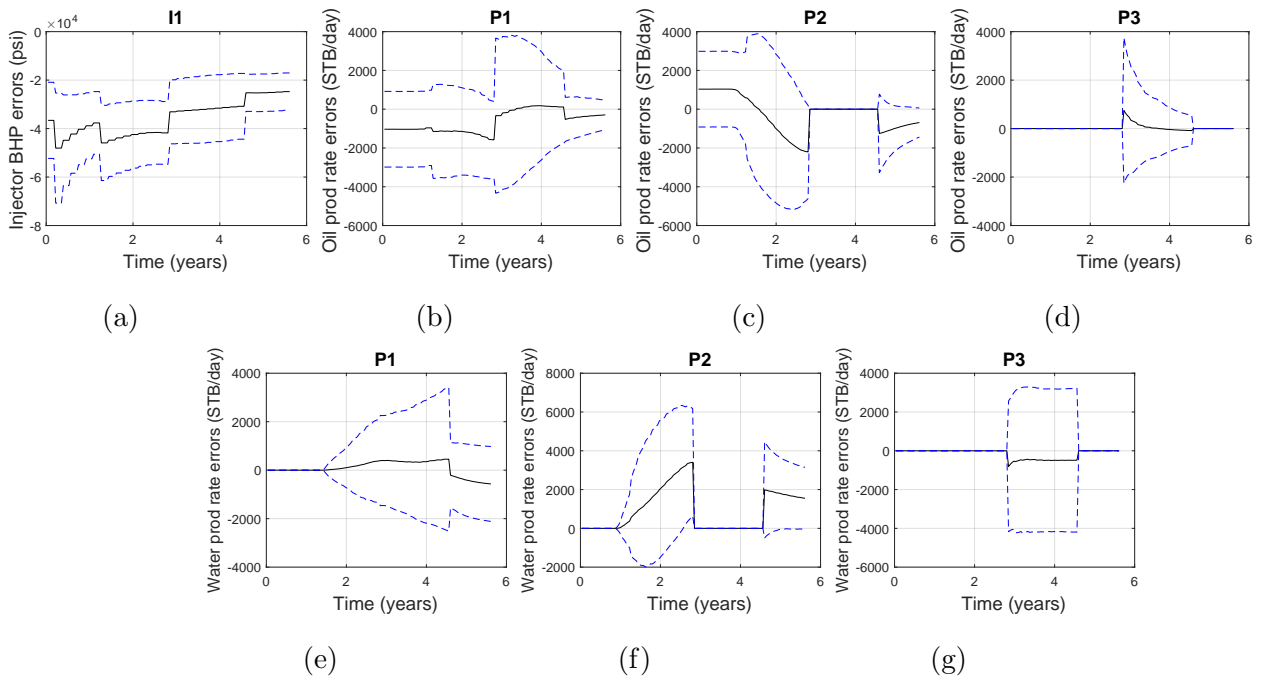 I1
×10⁴
Injector BHP errors (psi)
0
-2
-4
-6
-8
0 2 4 6
Time (years)
(a)
P1
Oil prod rate errors (STB/day)
4000
2000
0
-2000
-4000
-6000
0 2 4 6
Time (years)
(b)
P2
Oil prod rate errors (STB/day)
4000
2000
0
-2000
-4000
-6000
0 2 4 6
Time (years)
(c)
P3
Oil prod rate errors (STB/day)
4000
2000
0
-2000
-4000
0 2 4 6
Time (years)
(d)
P1
Water prod rate errors (STB/day)
4000
2000
0
-2000
-4000
0 2 4 6
Time (years)
(e)
P2
Water prod rate errors (STB/day)
8000
6000
4000
2000
0
-2000
0 2 4 6
Time (years)
(f)
P3
Water prod rate errors (STB/day)
4000
2000
0
-2000
-4000
-6000
0 2 4 6
Time (years)
(g)